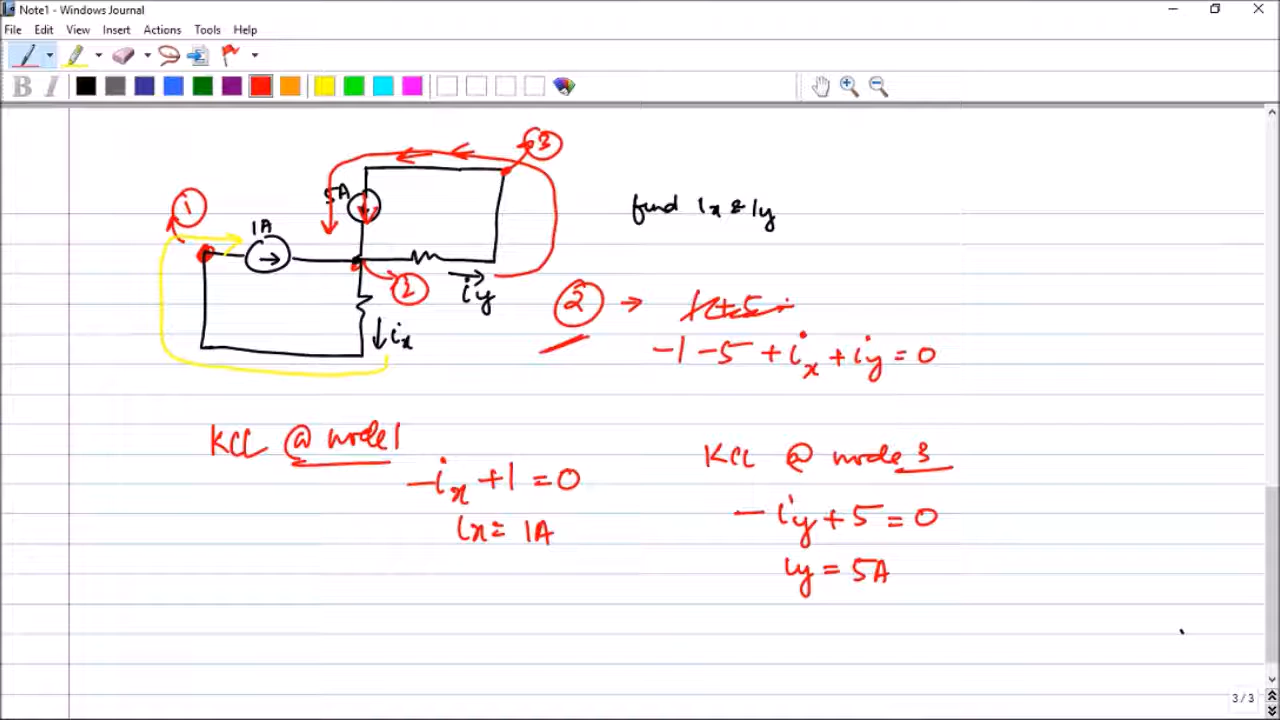 Note1 - Windows Journal
File Edit View Insert Actions Tools Help
B I
3
5A
find ix & iy
1
1A
2
iy
ix
2 → 1+5
-1 -5 + ix + iy = 0
KCL @ node 1
-ix + 1 = 0
ix = 1A
KCL @ node 3
-iy + 5 = 0
iy = 5A
3 / 3